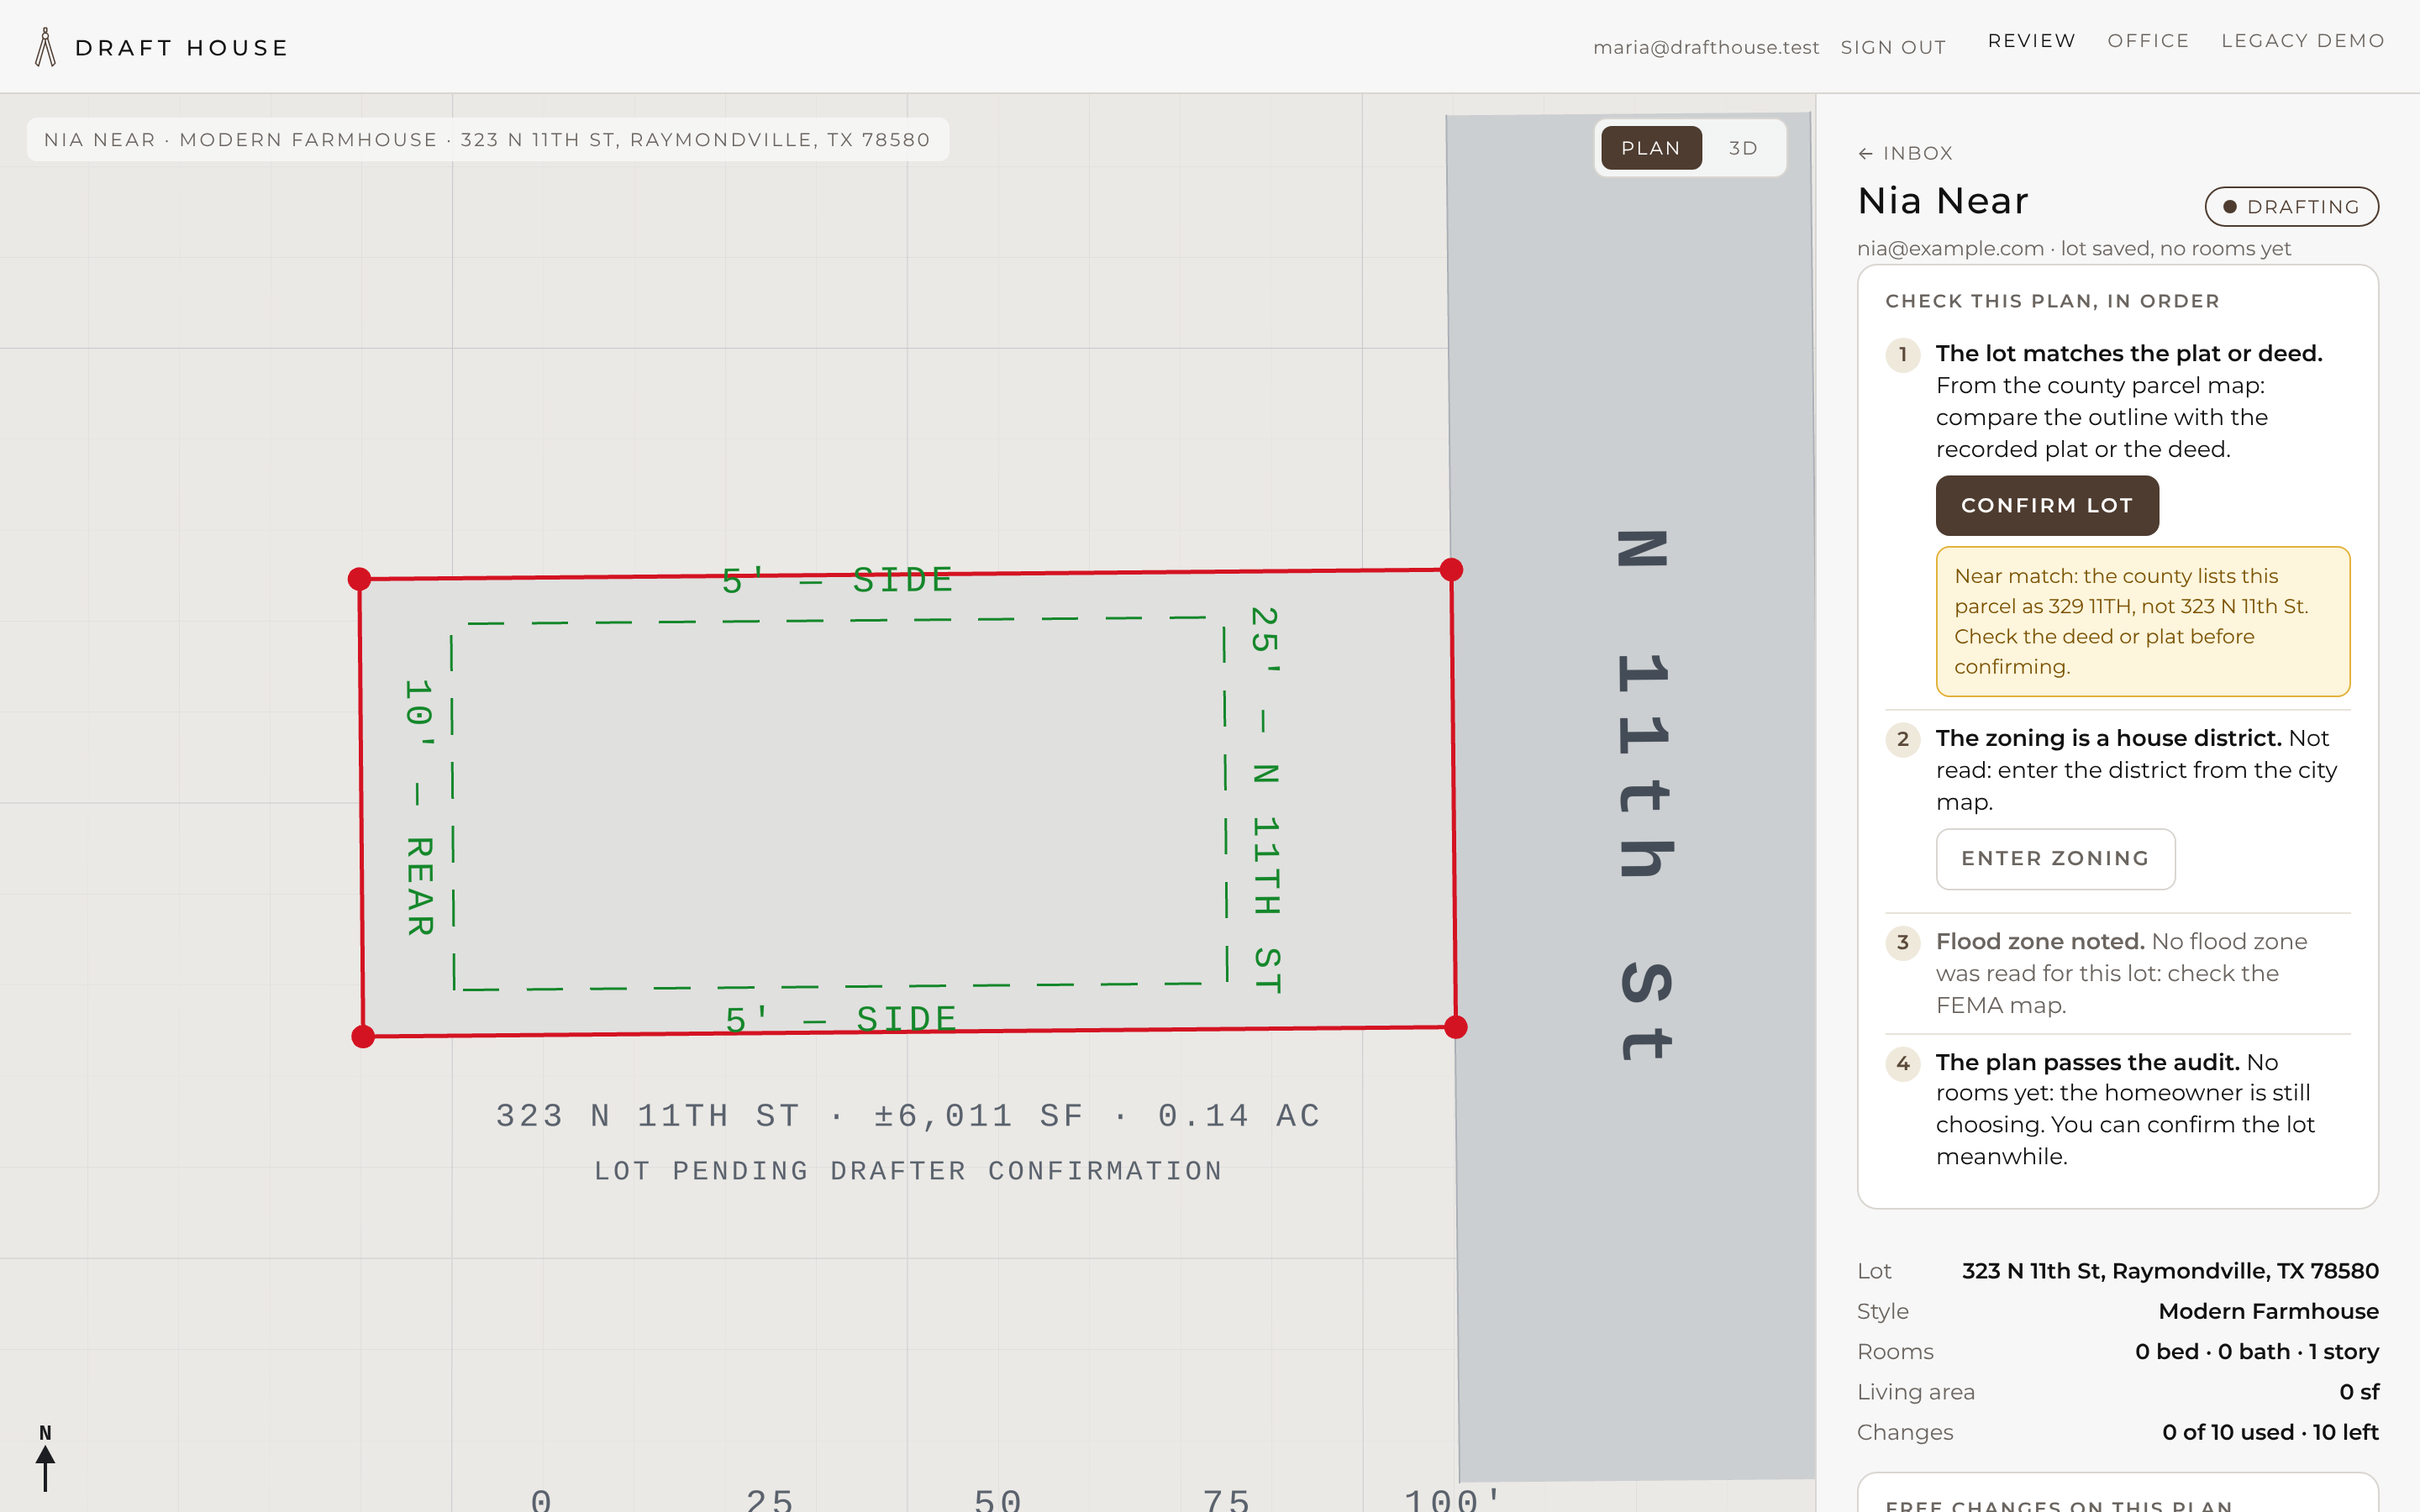 DRAFT HOUSE
maria@drafthouse.test SIGN OUT REVIEW OFFICE LEGACY DEMO
NIA NEAR · MODERN FARMHOUSE · 323 N 11TH ST, RAYMONDVILLE, TX 78580
PLAN 3D
5' — SIDE
10' — REAR
25' — N 11TH ST
5' — SIDE
N 11th St
323 N 11TH ST · ±6,011 SF · 0.14 AC
LOT PENDING DRAFTER CONFIRMATION
N
0 25 50 75 100'
← INBOX
Nia Near
DRAFTING
nia@example.com · lot saved, no rooms yet
CHECK THIS PLAN, IN ORDER
1 The lot matches the plat or deed.
From the county parcel map:
compare the outline with the
recorded plat or the deed.
CONFIRM LOT
Near match: the county lists this
parcel as 329 11TH, not 323 N 11th St.
Check the deed or plat before
confirming.
2 The zoning is a house district. Not
read: enter the district from the city
map.
ENTER ZONING
3 Flood zone noted. No flood zone
was read for this lot: check the
FEMA map.
4 The plan passes the audit. No
rooms yet: the homeowner is still
choosing. You can confirm the lot
meanwhile.
Lot 323 N 11th St, Raymondville, TX 78580
Style Modern Farmhouse
Rooms 0 bed · 0 bath · 1 story
Living area 0 sf
Changes 0 of 10 used · 10 left
FREE CHANGES ON THIS PLAN